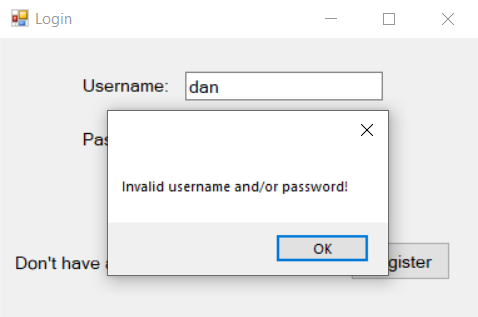 Login
Username: dan
Pas
Invalid username and/or password!
OK
Don't have a
gister